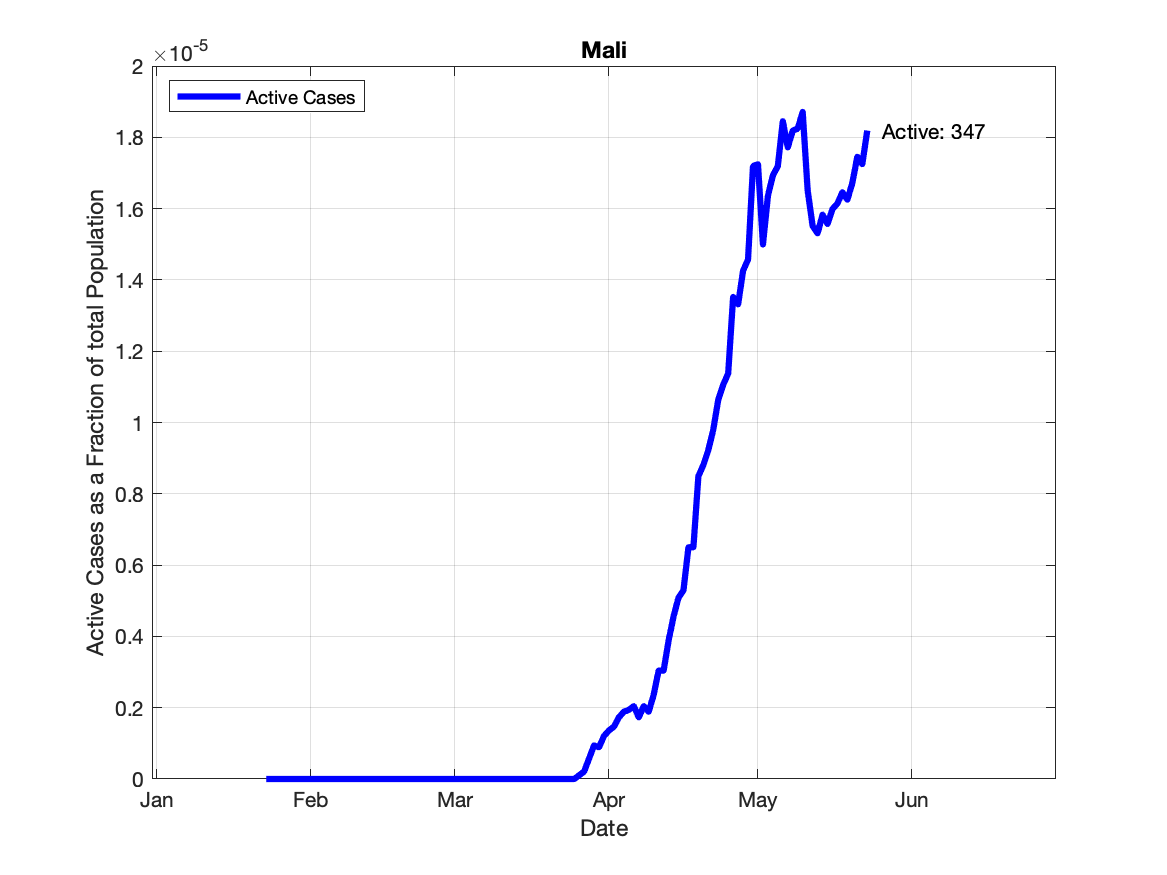 Mali
×10-5
2
1.8
1.6
1.4
1.2
1
0.8
0.6
0.4
0.2
0
Active Cases as a Fraction of total Population
Active Cases
Active: 347
Jan Feb Mar Apr May Jun
Date